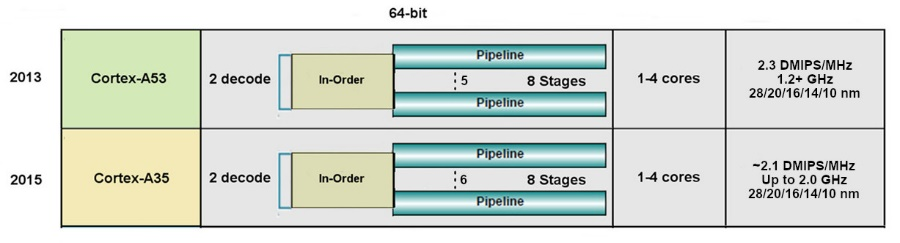 64-bit
2013
Cortex-A53
2 decode
In-Order
Pipeline
5
8 Stages
Pipeline
1-4 cores
2.3 DMIPS/MHz
1.2+ GHz
28/20/16/14/10 nm
2015
Cortex-A35
2 decode
In-Order
Pipeline
6
8 Stages
Pipeline
1-4 cores
~2.1 DMIPS/MHz
Up to 2.0 GHz
28/20/16/14/10 nm